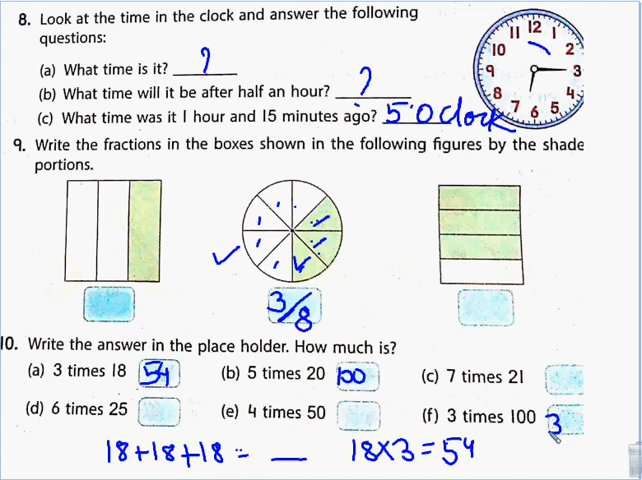 8. Look at the time in the clock and answer the following
questions:
(a) What time is it? ?
(b) What time will it be after half an hour? ?
(c) What time was it 1 hour and 15 minutes ago? 5'O Clock
12 1 2 3 4 5 6 7 8 9 10 11
9. Write the fractions in the boxes shown in the following figures by the shade
portions.
3/8
10. Write the answer in the place holder. How much is?
(a) 3 times 18 54 (b) 5 times 20 100 (c) 7 times 21
(d) 6 times 25 (e) 4 times 50 (f) 3 times 100 3
18+18+18 = __ 18×3=54